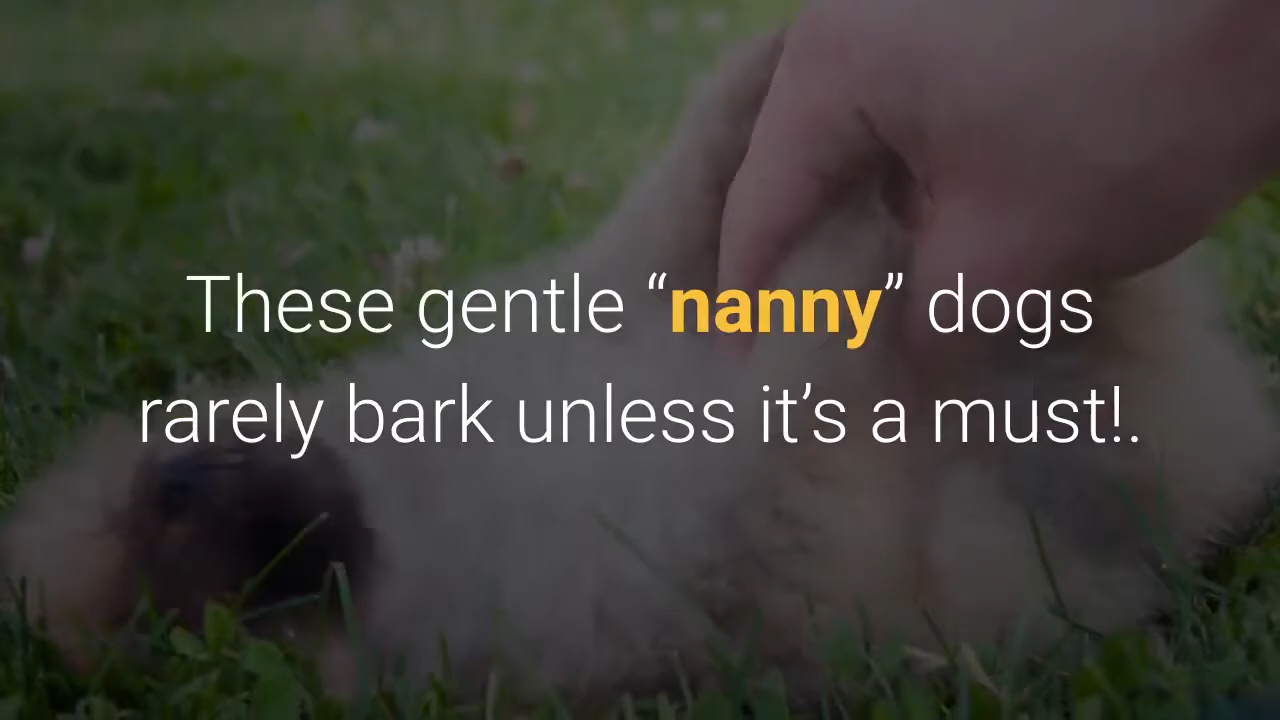 These gentle “nanny” dogs
rarely bark unless it’s a must!.